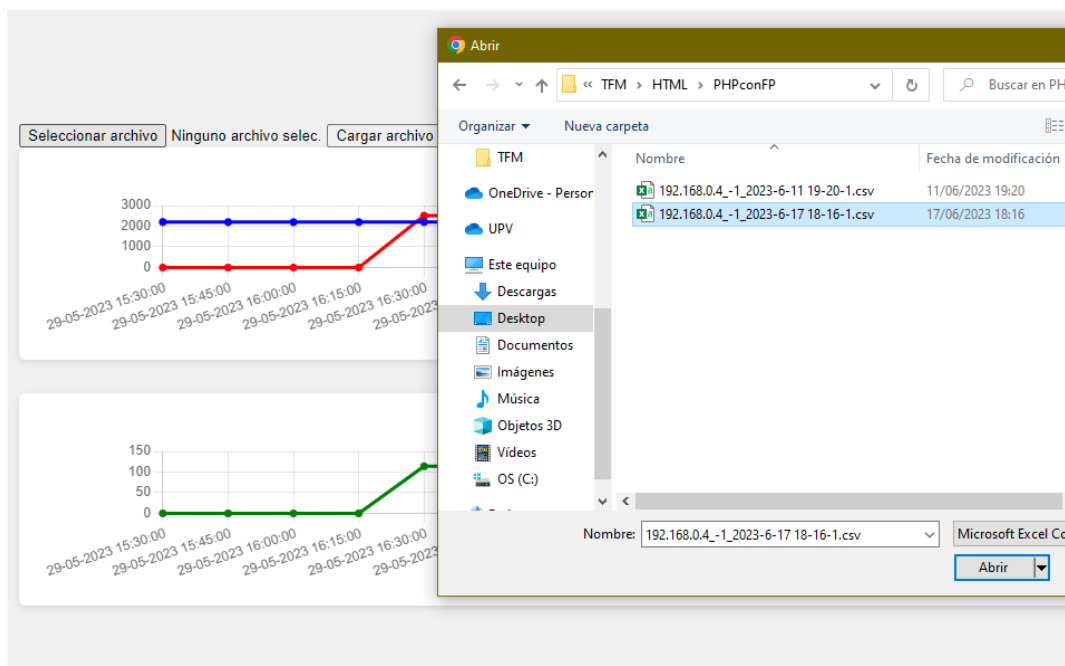 Abrir
TFM > HTML > PHPconFP
Buscar en PH
Organizar
Nueva carpeta
Seleccionar archivo
Ninguno archivo selec.
Cargar archivo
TFM
OneDrive - Person
UPV
Este equipo
Descargas
Desktop
Documentos
Imágenes
Música
Objetos 3D
Vídeos
OS (C:)
Nombre
Fecha de modificación
192.168.0.4_-1_2023-6-11 19-20-1.csv
11/06/2023 19:20
192.168.0.4_-1_2023-6-17 18-16-1.csv
17/06/2023 18:16
3000
2000
1000
0
29-05-2023 15:30:00
29-05-2023 15:45:00
29-05-2023 16:00:00
29-05-2023 16:15:00
29-05-2023 16:30:00
29-05-2023
150
100
50
0
29-05-2023 15:30:00
29-05-2023 15:45:00
29-05-2023 16:00:00
29-05-2023 16:15:00
29-05-2023 16:30:00
29-05-2023
Nombre:
192.168.0.4_-1_2023-6-17 18-16-1.csv
Microsoft Excel Co
Abrir